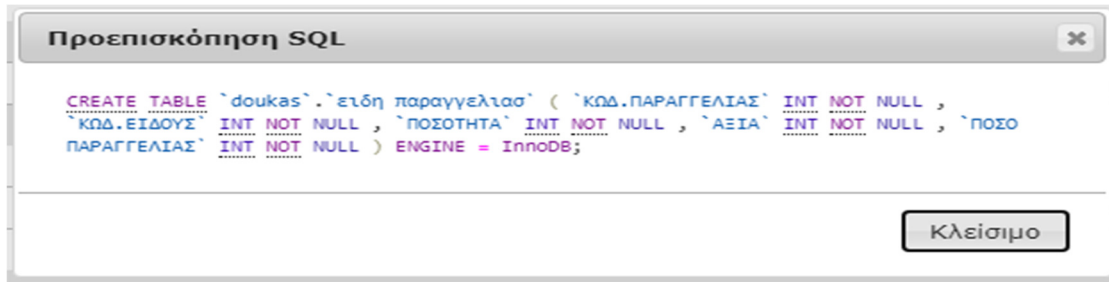 Προεπισκόπηση SQL
CREATE TABLE `doukas`.`ειδη παραγγελιασ` ( `ΚΩΔ.ΠΑΡΑΓΓΕΛΙΑΣ` INT NOT NULL ,
`ΚΩΔ.ΕΙΔΟΥΣ` INT NOT NULL , `ΠΟΣΟΤΗΤΑ` INT NOT NULL , `ΑΞΙΑ` INT NOT NULL , `ΠΟΣΟ
ΠΑΡΑΓΓΕΛΙΑΣ` INT NOT NULL ) ENGINE = InnoDB;
Κλείσιμο